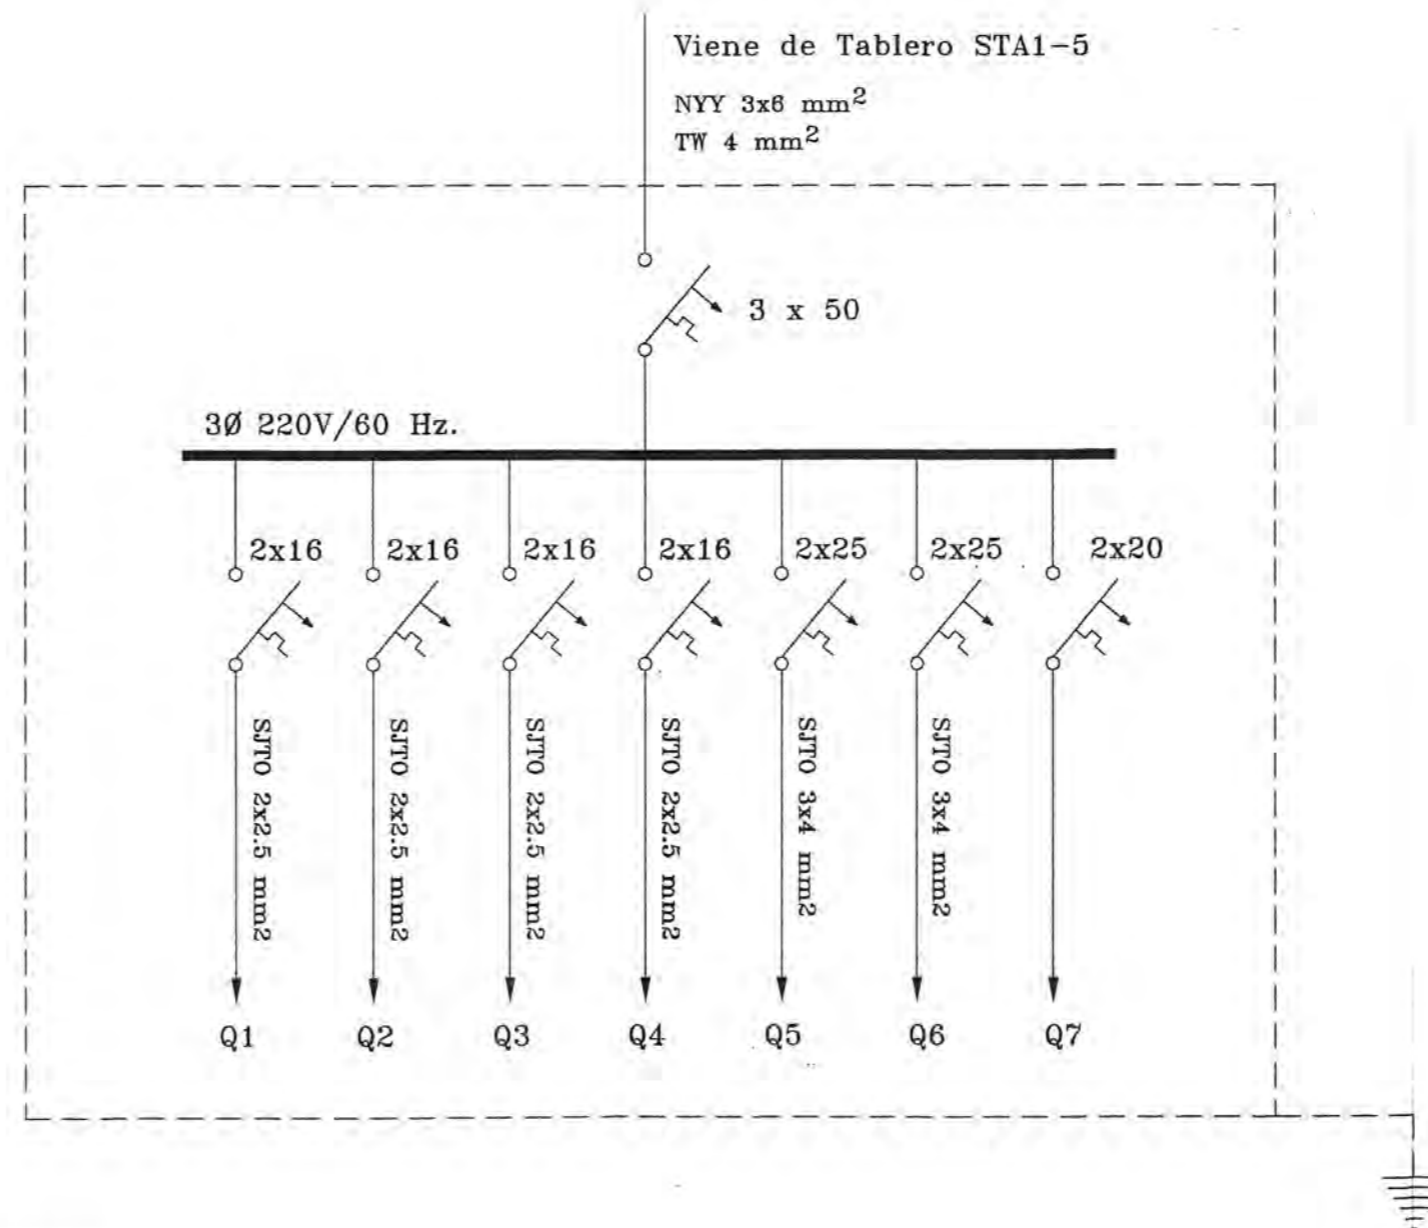 Viene de Tablero STA1-5
NYY 3x6 mm²
TW 4 mm²
3 x 50
3Ø 220V/60 Hz.
2x16
2x16
2x16
2x16
2x25
2x25
2x20
SJTO 2x2.5 mm2
SJTO 2x2.5 mm2
SJTO 2x2.5 mm2
SJTO 2x2.5 mm2
SJTO 3x4 mm2
SJTO 3x4 mm2
Q1
Q2
Q3
Q4
Q5
Q6
Q7